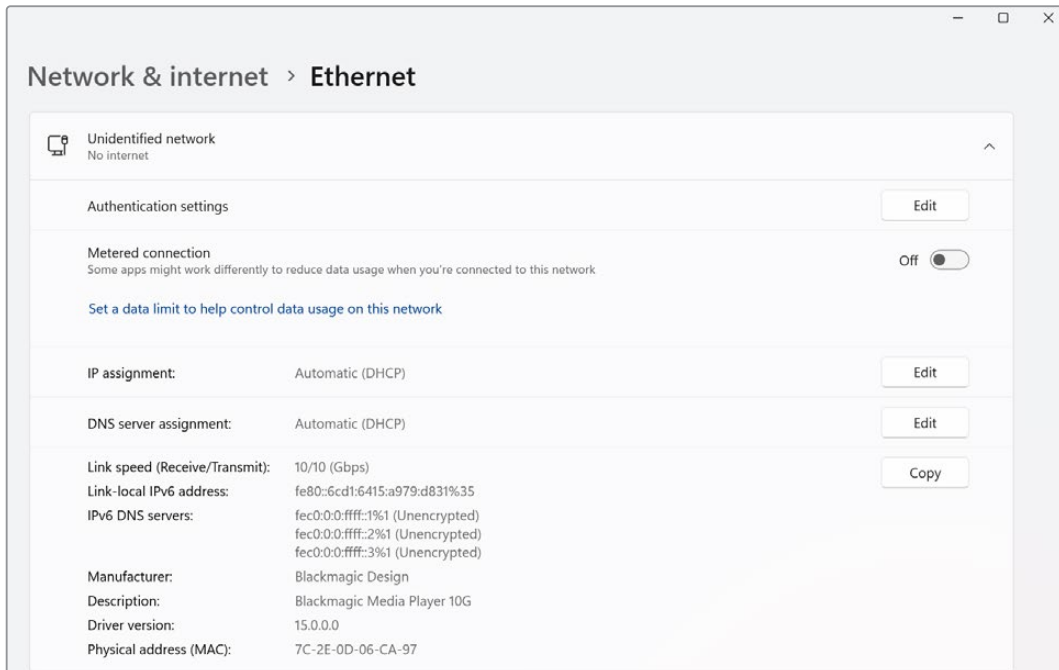 Network & internet > Ethernet
Unidentified network
No internet
Authentication settings Edit
Metered connection
Some apps might work differently to reduce data usage when you're connected to this network
Off
Set a data limit to help control data usage on this network
IP assignment: Automatic (DHCP) Edit
DNS server assignment: Automatic (DHCP) Edit
Link speed (Receive/Transmit): 10/10 (Gbps) Copy
Link-local IPv6 address: fe80::6cd1:6415:a979:d831%35
IPv6 DNS servers: fec0:0:0:ffff::1%1 (Unencrypted)
fec0:0:0:ffff::2%1 (Unencrypted)
fec0:0:0:ffff::3%1 (Unencrypted)
Manufacturer: Blackmagic Design
Description: Blackmagic Media Player 10G
Driver version: 15.0.0.0
Physical address (MAC): 7C-2E-0D-06-CA-97